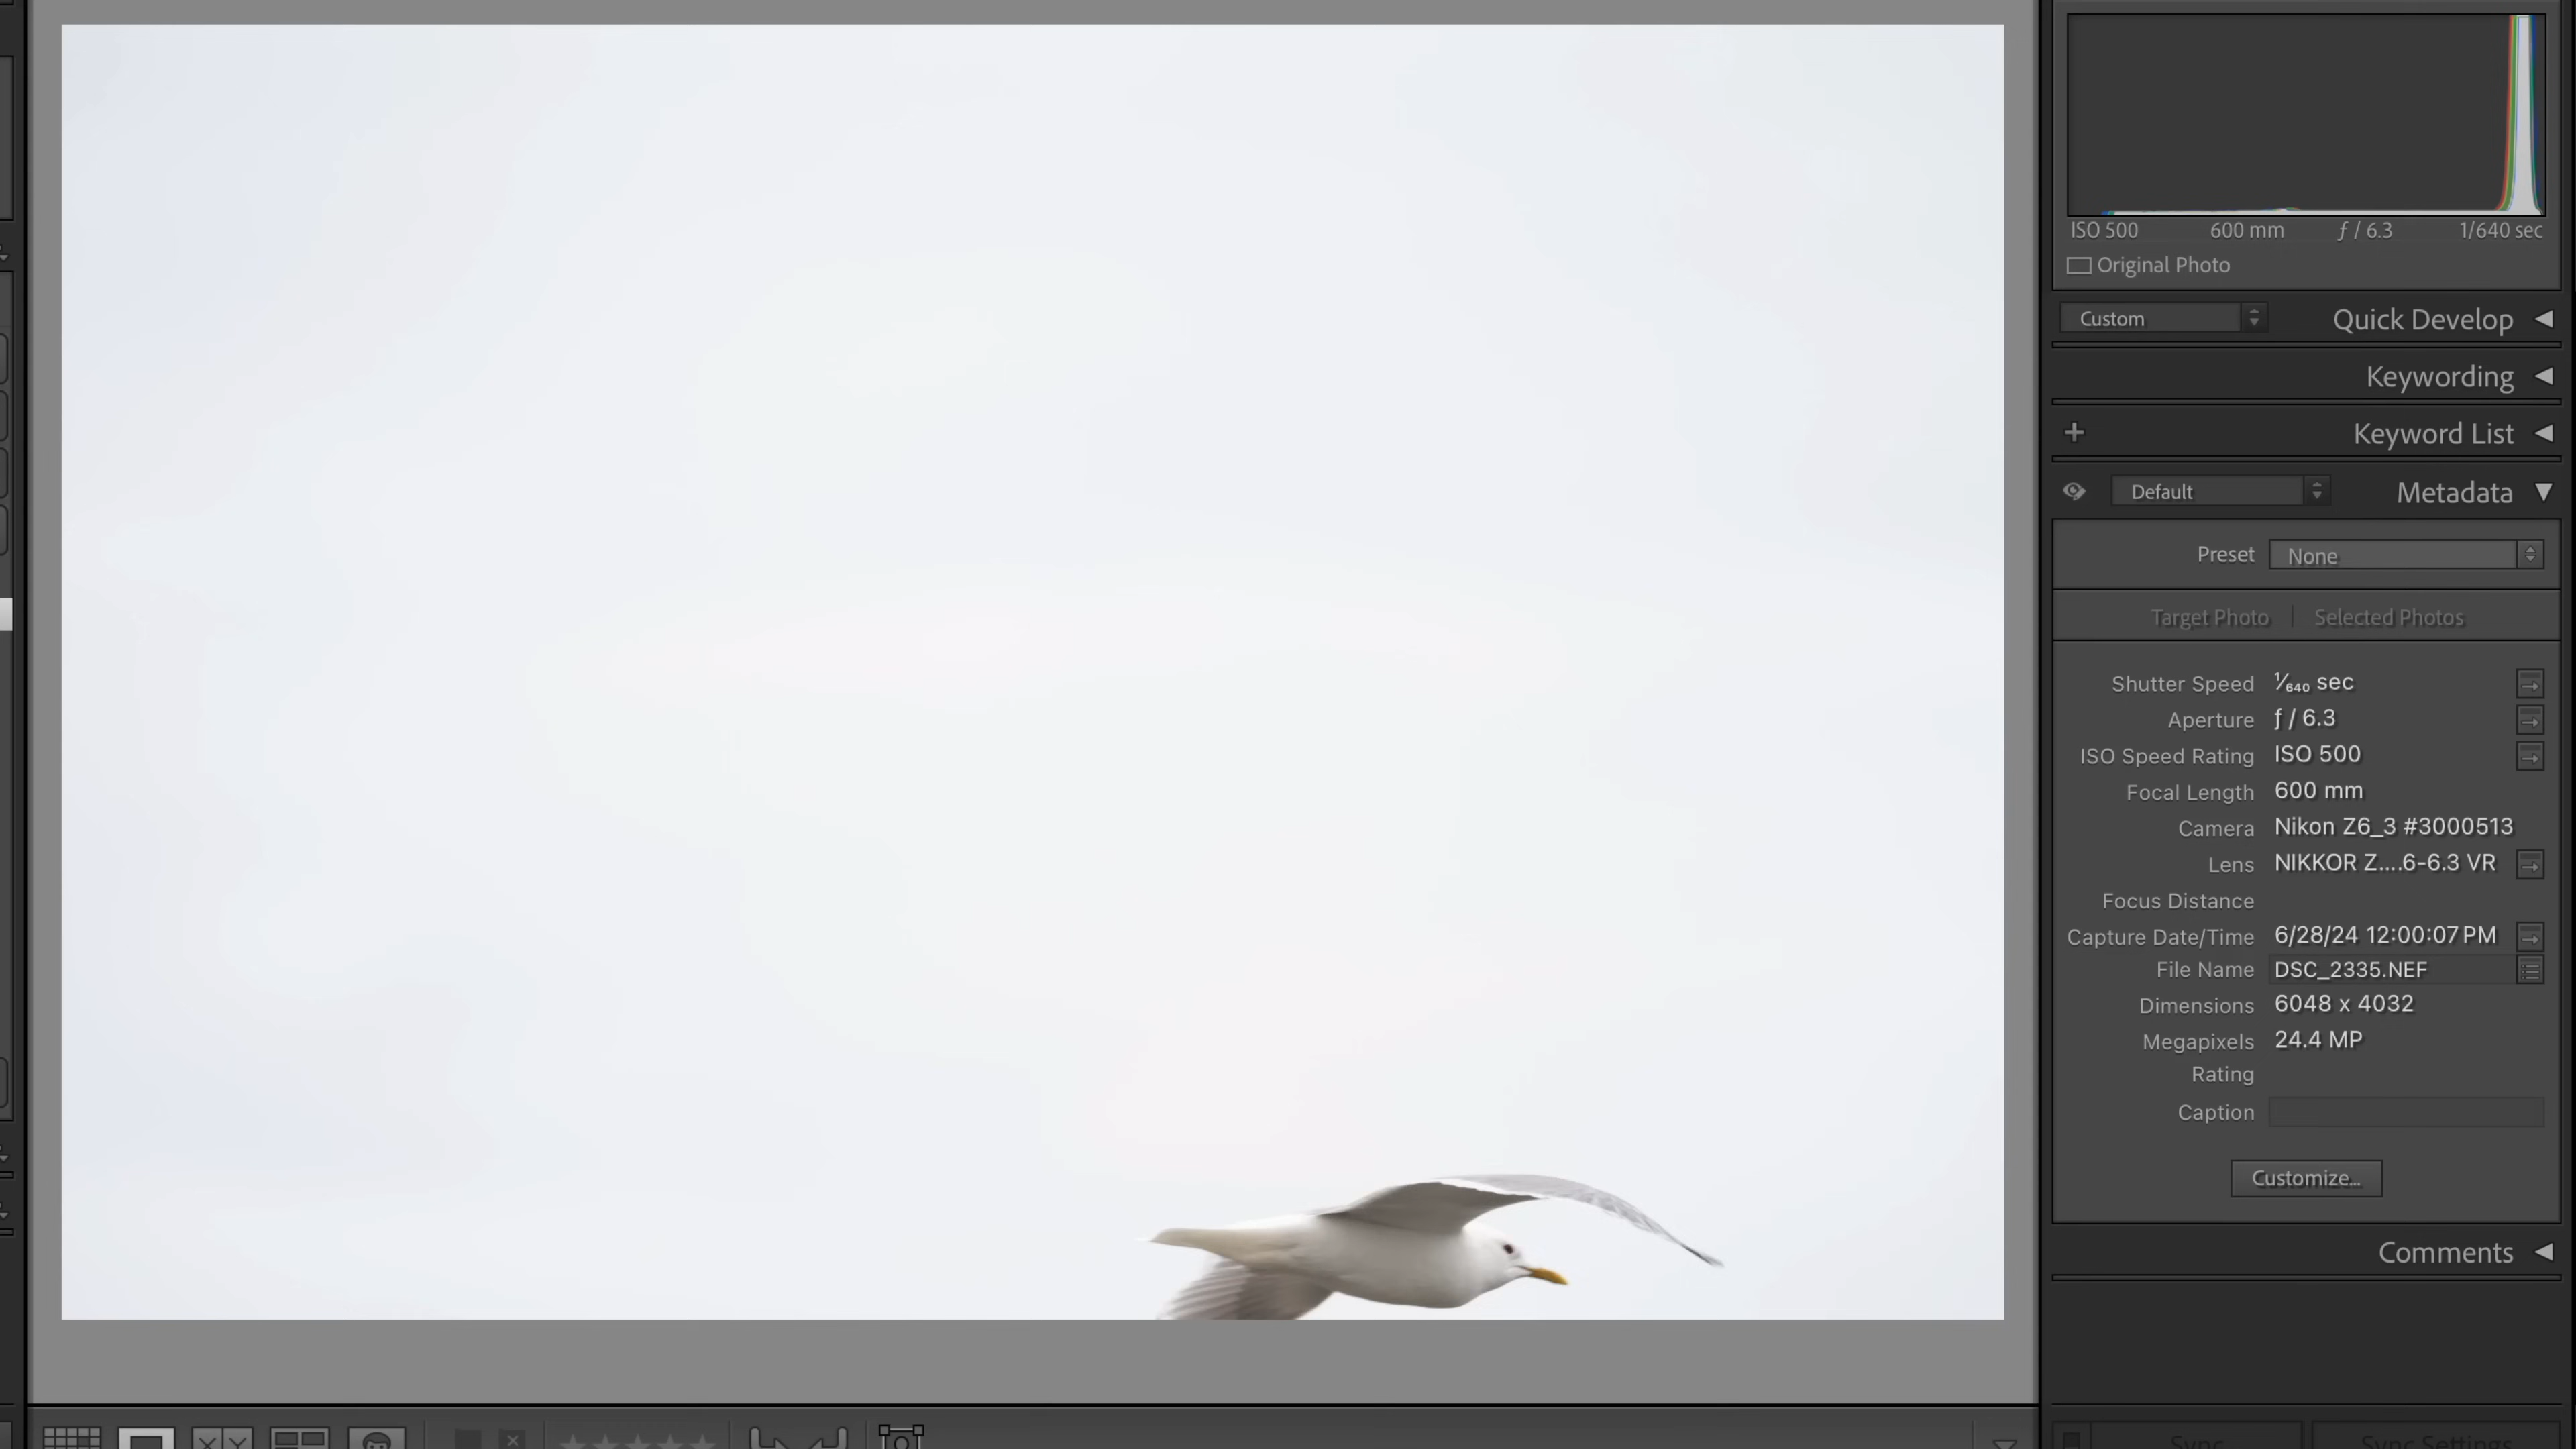 ISO 500 600 mm ƒ / 6.3 1/640 sec
Original Photo
Custom Quick Develop
Keywording
Keyword List
Default Metadata
Preset None
Target Photo Selected Photos
Shutter Speed 1/640 sec
Aperture ƒ / 6.3
ISO Speed Rating ISO 500
Focal Length 600 mm
Camera Nikon Z6_3 #3000513
Lens NIKKOR Z....6-6.3 VR
Focus Distance
Capture Date/Time 6/28/24 12:00:07 PM
File Name DSC_2335.NEF
Dimensions 6048 x 4032
Megapixels 24.4 MP
Rating
Caption
Customize...
Comments
Sync Sync Settings